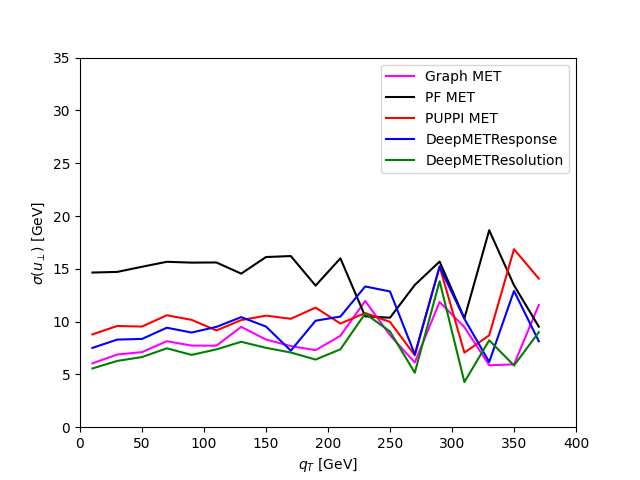 35
30
25
20
15
10
5
0
σ(u⊥) [GeV]
0 50 100 150 200 250 300 350 400
qT [GeV]
Graph MET
PF MET
PUPPI MET
DeepMETResponse
DeepMETResolution